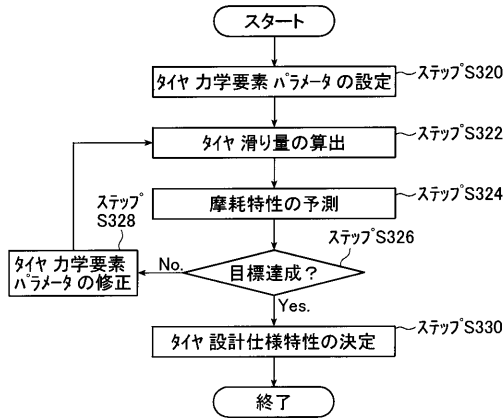 スタート
ステップS320
タイヤ 力学要素 パラメータ の設定
ステップS322
タイヤ 滑り量の算出
ステップS324
摩耗特性の予測
ステップ
S328
ステップS326
目標達成？
No.
タイヤ 力学要素
パラメータ の修正
Yes.
ステップS330
タイヤ 設計仕様特性の決定
終了